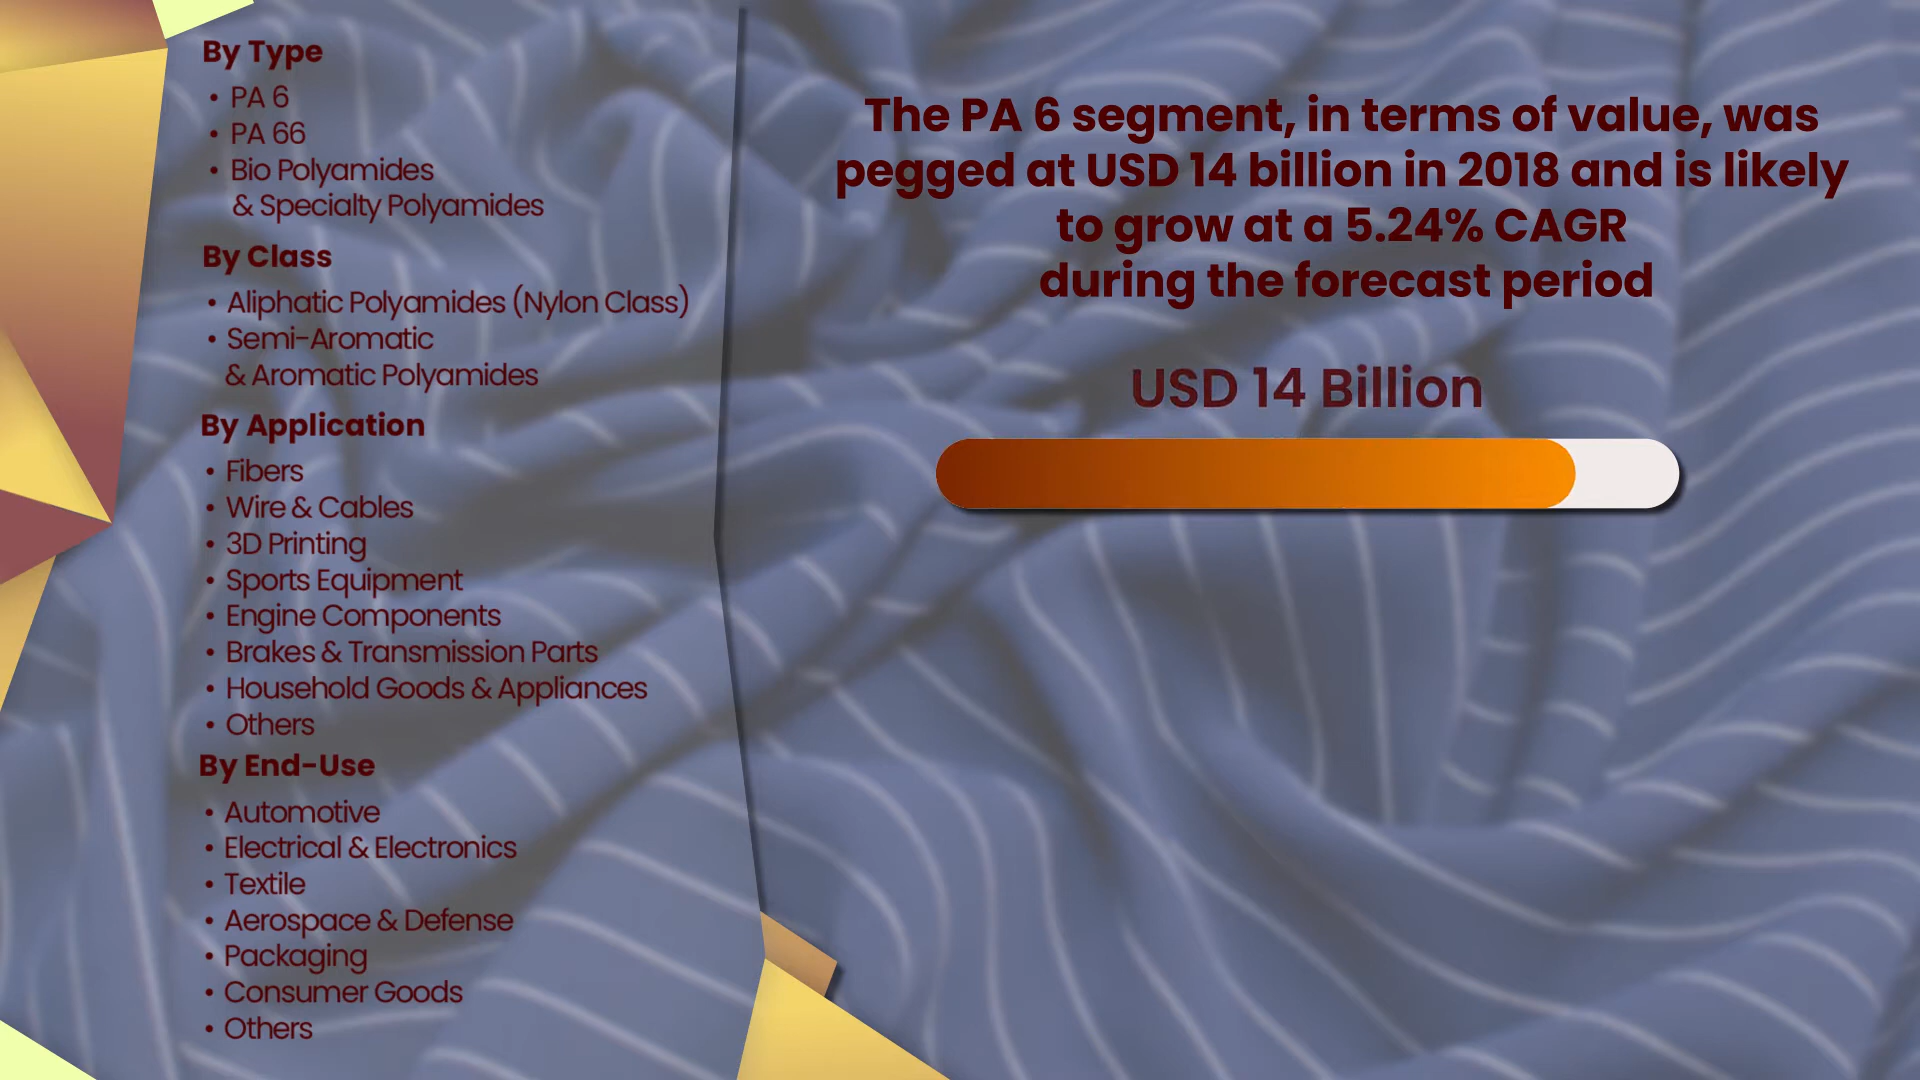 By Type
• PA 6
• PA 66
• Bio Polyamides
& Specialty Polyamides
By Class
• Aliphatic Polyamides (Nylon Class)
• Semi-Aromatic
& Aromatic Polyamides
By Application
• Fibers
• Wire & Cables
• 3D Printing
• Sports Equipment
• Engine Components
• Brakes & Transmission Parts
• Household Goods & Appliances
• Others
By End-Use
• Automotive
• Electrical & Electronics
• Textile
• Aerospace & Defense
• Packaging
• Consumer Goods
• Others
The PA 6 segment, in terms of value, was
pegged at USD 14 billion in 2018 and is likely
to grow at a 5.24% CAGR
during the forecast period
USD 14 Billion